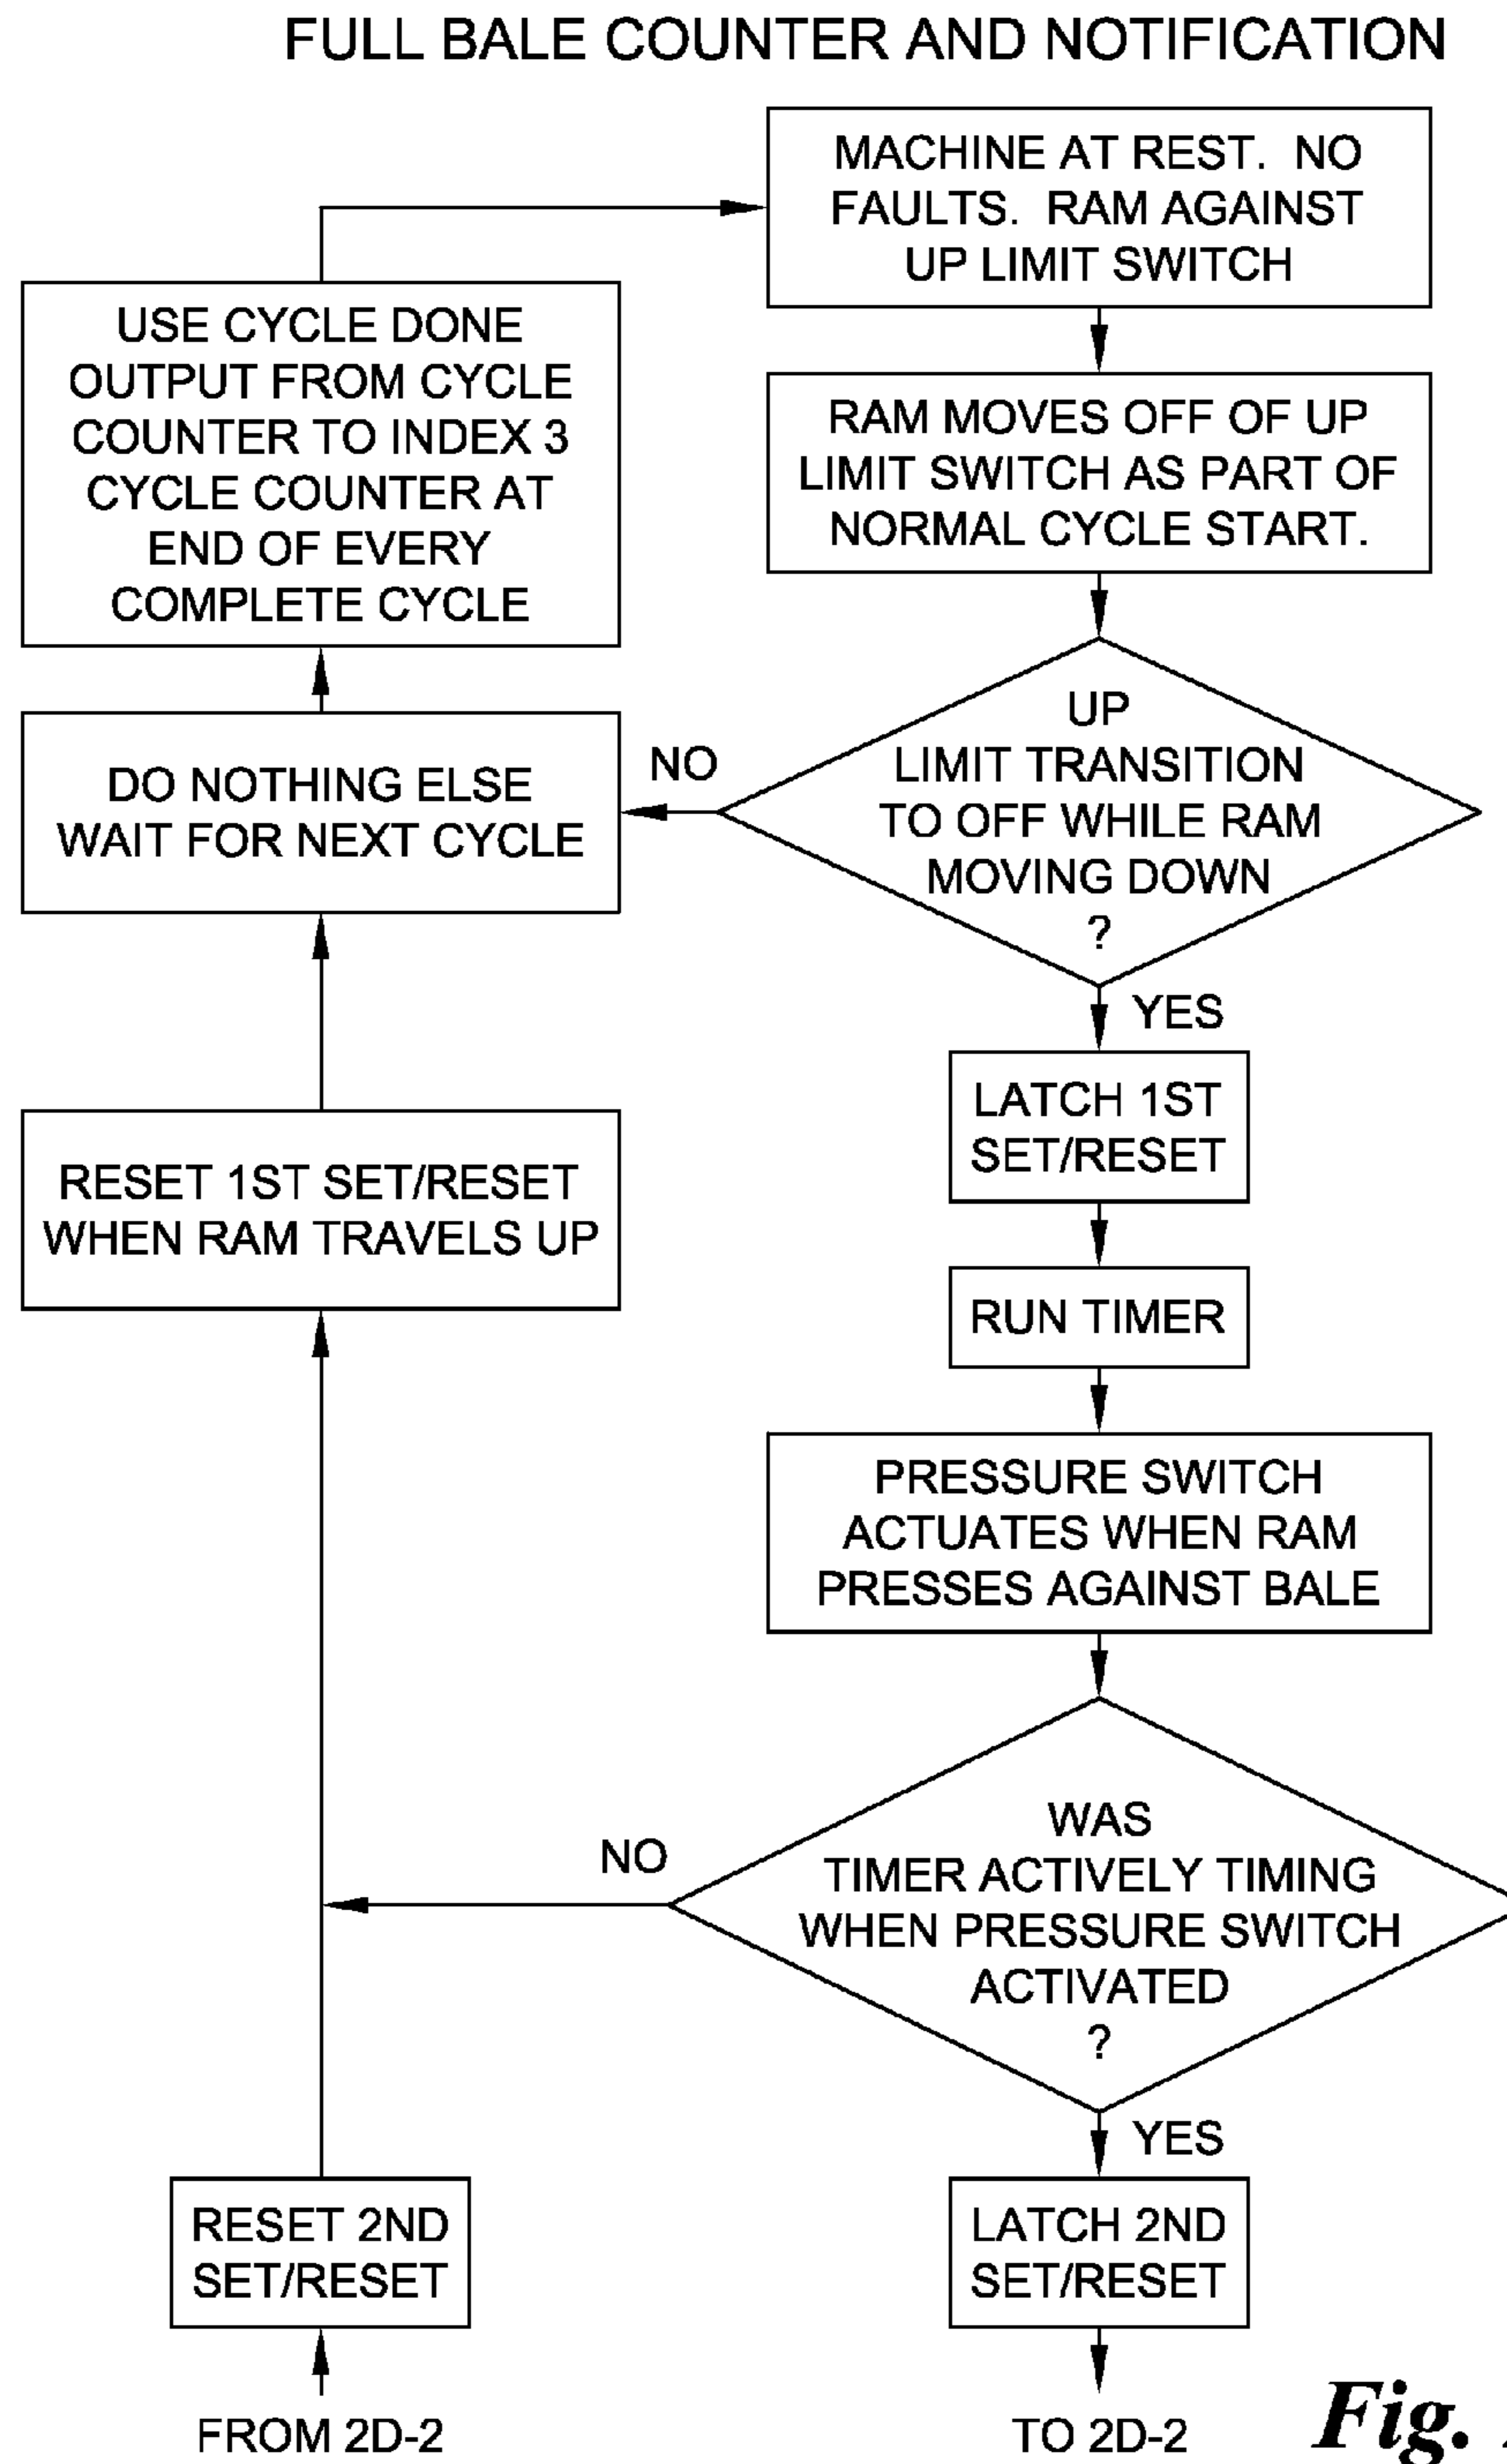 FULL BALE COUNTER AND NOTIFICATION
MACHINE AT REST. NO
FAULTS. RAM AGAINST
UP LIMIT SWITCH
USE CYCLE DONE
OUTPUT FROM CYCLE
COUNTER TO INDEX 3
CYCLE COUNTER AT
END OF EVERY
COMPLETE CYCLE
RAM MOVES OFF OF UP
LIMIT SWITCH AS PART OF
NORMAL CYCLE START.
UP
LIMIT TRANSITION
TO OFF WHILE RAM
MOVING DOWN
?
NO
DO NOTHING ELSE
WAIT FOR NEXT CYCLE
YES
LATCH 1ST
SET/RESET
RESET 1ST SET/RESET
WHEN RAM TRAVELS UP
RUN TIMER
PRESSURE SWITCH
ACTUATES WHEN RAM
PRESSES AGAINST BALE
WAS
TIMER ACTIVELY TIMING
WHEN PRESSURE SWITCH
ACTIVATED
?
NO
YES
RESET 2ND
SET/RESET
LATCH 2ND
SET/RESET
FROM 2D-2
TO 2D-2
Fig.